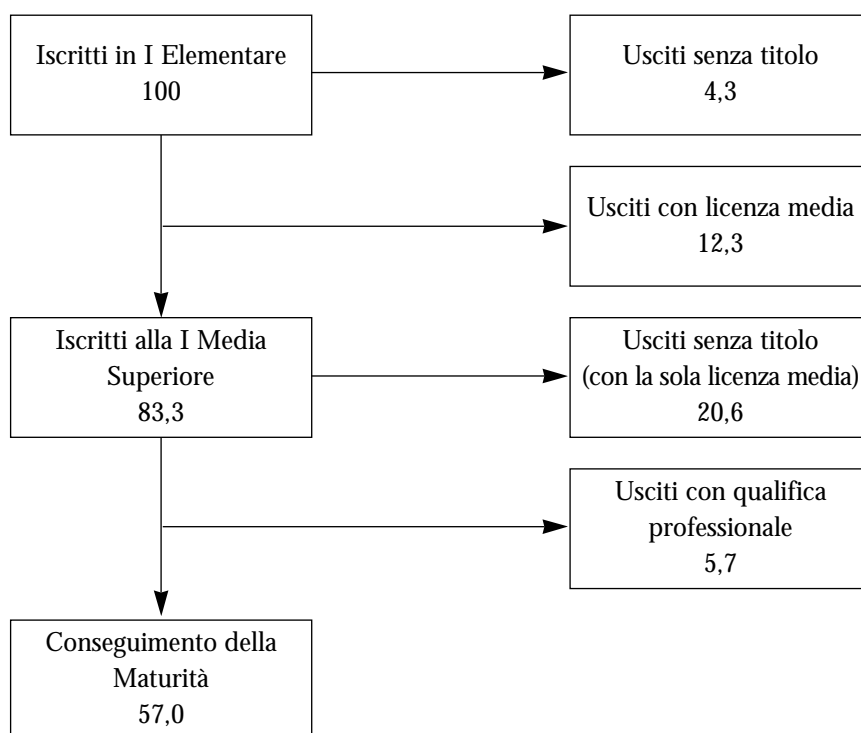 Iscritti in I Elementare
100
Usciti senza titolo
4,3
Usciti con licenza media
12,3
Iscritti alla I Media
Superiore
83,3
Usciti senza titolo
(con la sola licenza media)
20,6
Usciti con qualifica
professionale
5,7
Conseguimento della
Maturità
57,0